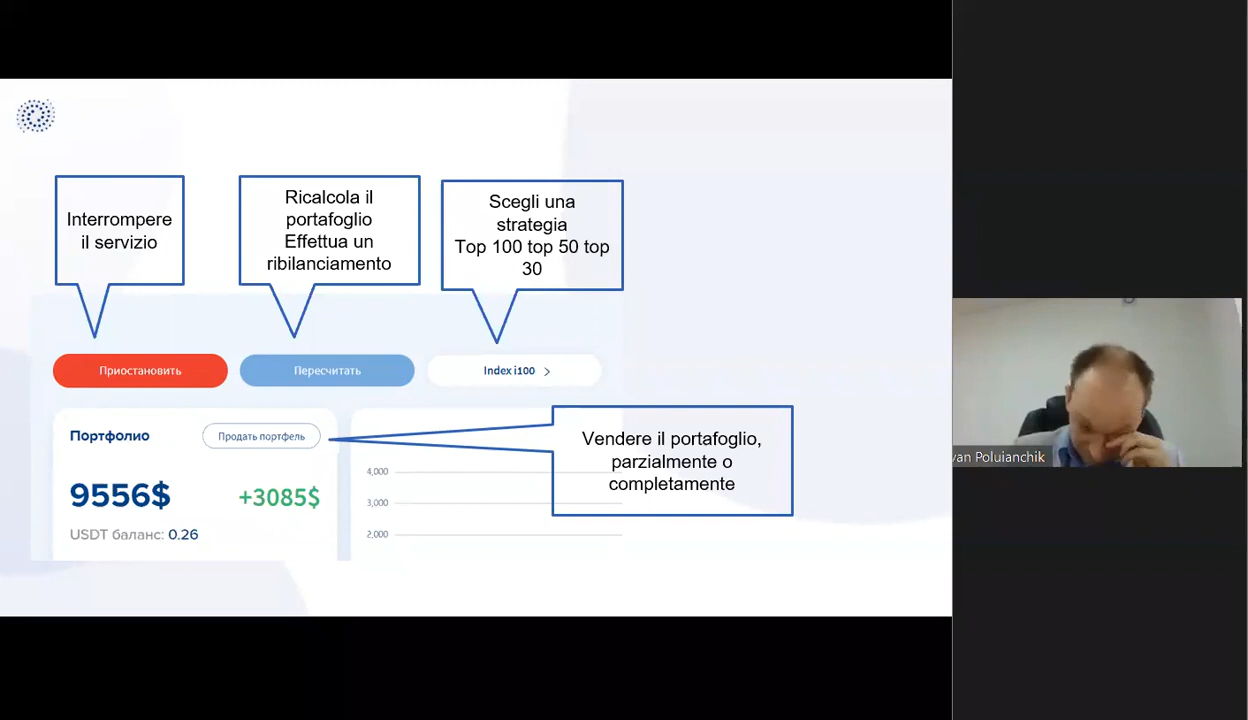 Interrompere
il servizio
Ricalcola il
portafoglio
Effettua un
ribilanciamento
Scegli una
strategia
Top 100 top 50 top
30
Приостановить
Пересчитать
Index i100
Портфолио
Продать портфель
9556$
+3085$
USDT баланс: 0.26
4,000
3,000
2,000
Vendere il portafoglio,
parzialmente o
completamente
van Poluianchik